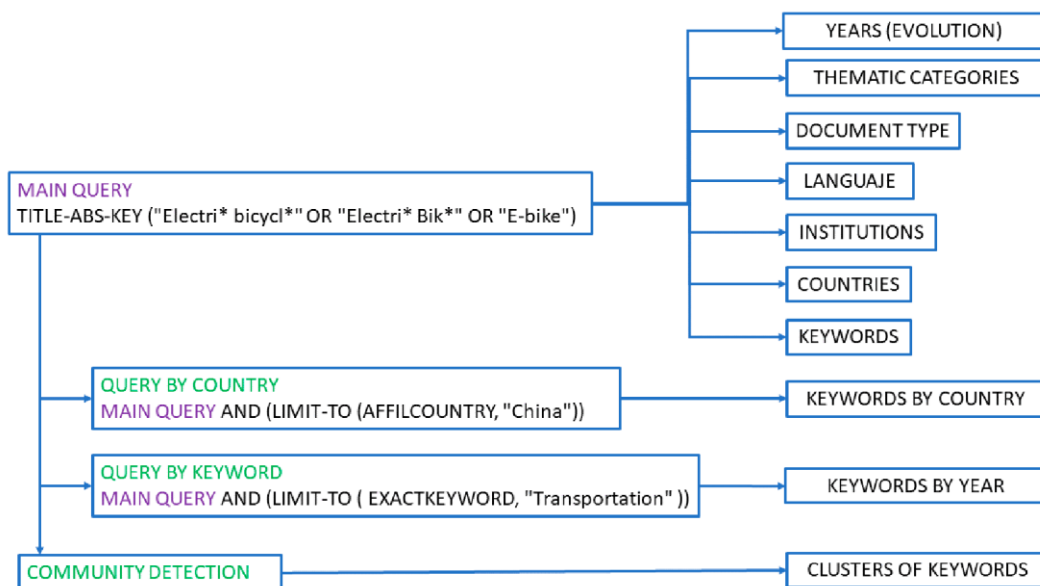 YEARS (EVOLUTION)
THEMATIC CATEGORIES
DOCUMENT TYPE
LANGUAJE
INSTITUTIONS
COUNTRIES
KEYWORDS
MAIN QUERY
TITLE-ABS-KEY ("Electri* bicycl*" OR "Electri* Bik*" OR "E-bike")
QUERY BY COUNTRY
MAIN QUERY AND (LIMIT-TO (AFFILCOUNTRY, "China"))
KEYWORDS BY COUNTRY
QUERY BY KEYWORD
MAIN QUERY AND (LIMIT-TO ( EXACTKEYWORD, "Transportation" ))
KEYWORDS BY YEAR
COMMUNITY DETECTION
CLUSTERS OF KEYWORDS